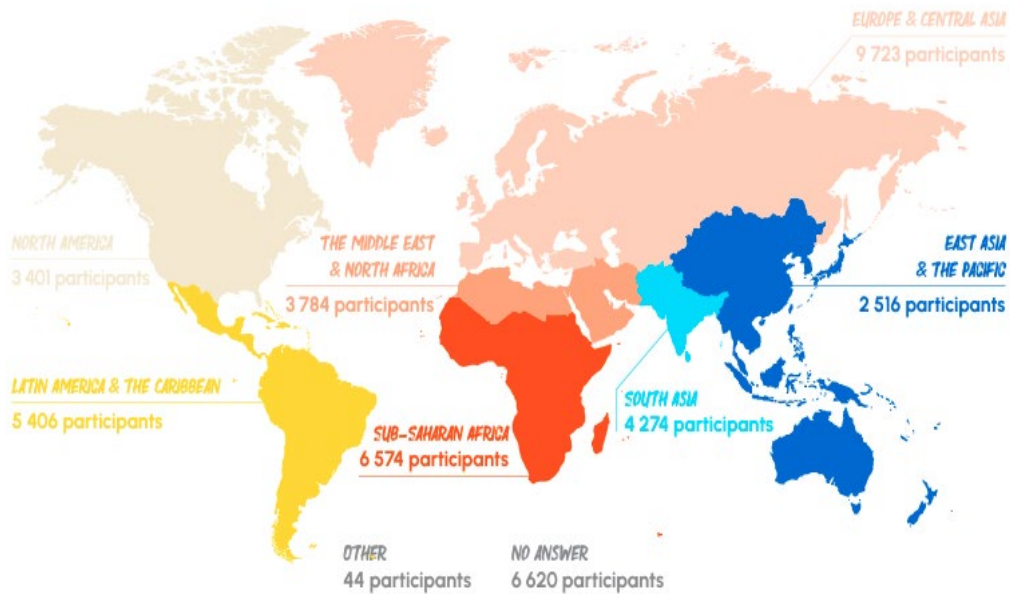 EUROPE & CENTRAL ASIA
9 723 participants
NORTH AMERICA
3 401 participants
THE MIDDLE EAST
& NORTH AFRICA
3 784 participants
EAST ASIA
& THE PACIFIC
2 516 participants
LATIN AMERICA & THE CARIBBEAN
5 406 participants
SOUTH ASIA
4 274 participants
SUB-SAHARAN AFRICA
6 574 participants
OTHER
44 participants
NO ANSWER
6 620 participants